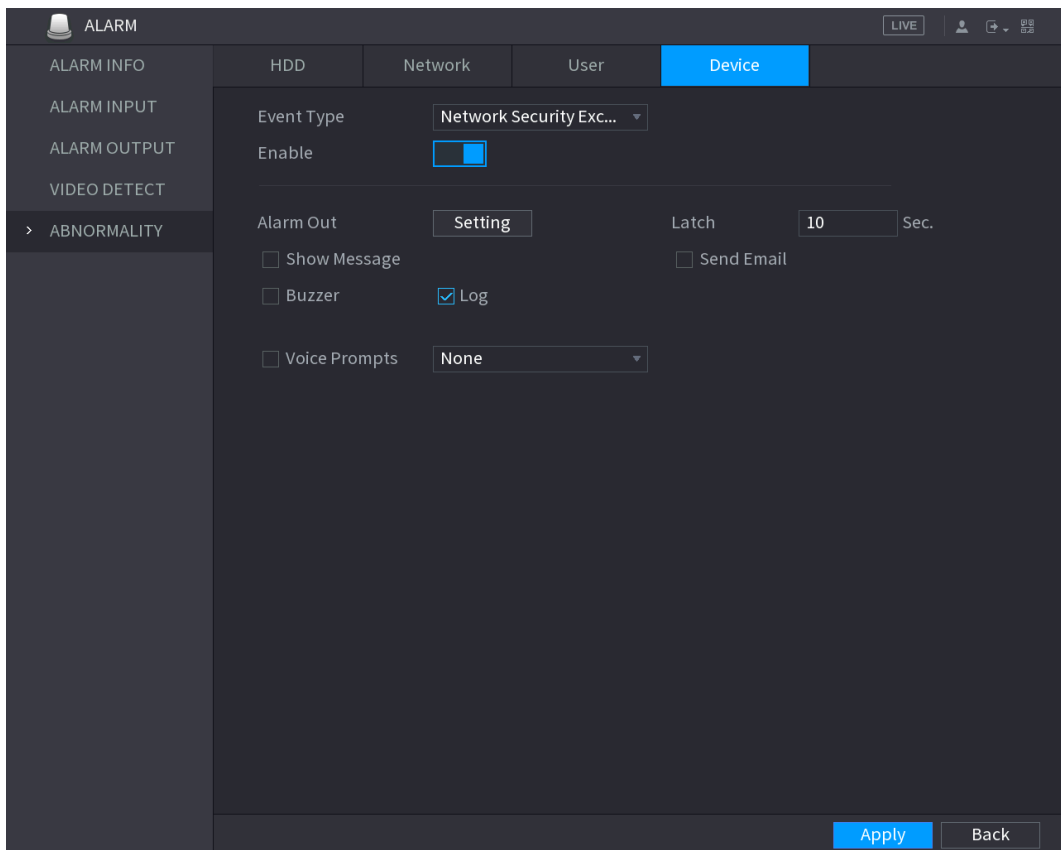 ALARM
LIVE
ALARM INFO
ALARM INPUT
ALARM OUTPUT
VIDEO DETECT
> ABNORMALITY
HDD Network User Device
Event Type Network Security Exc...
Enable
Alarm Out Setting Latch 10 Sec.
Show Message Send Email
Buzzer Log
Voice Prompts None
Apply Back